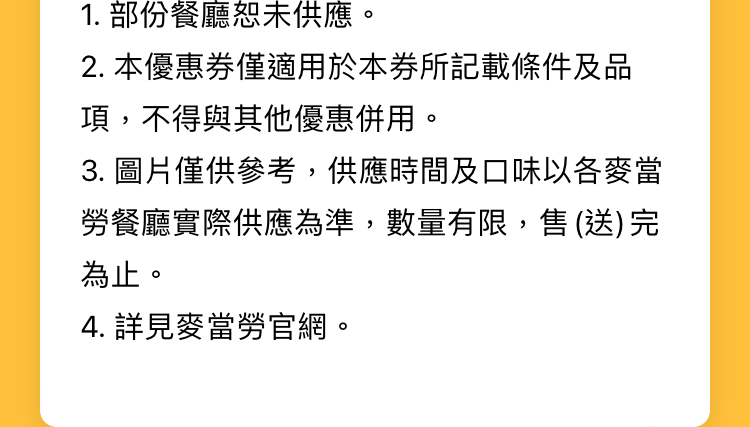 1. 部份餐廳恕未供應。
2. 本優惠券僅適用於本券所記載條件及品
項，不得與其他優惠併用。
3. 圖片僅供參考，供應時間及口味以各麥當
勞餐廳實際供應為準，數量有限，售(送)完
為止。
4. 詳見麥當勞官網。